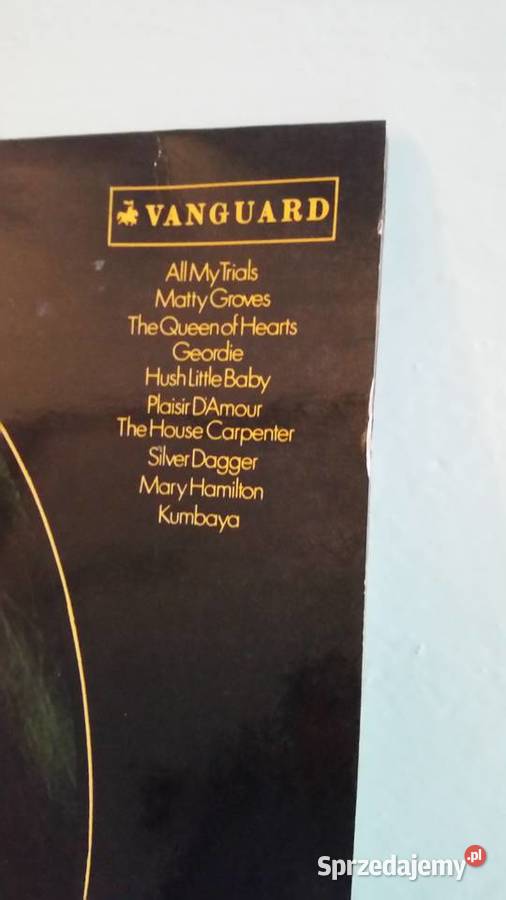 VANGUARD
All My Trials
Matty Groves
The Queen of Hearts
Geordie
Hush Little Baby
Plaisir D'Amour
The House Carpenter
Silver Dagger
Mary Hamilton
Kumbaya
Sprzedajemy.pl